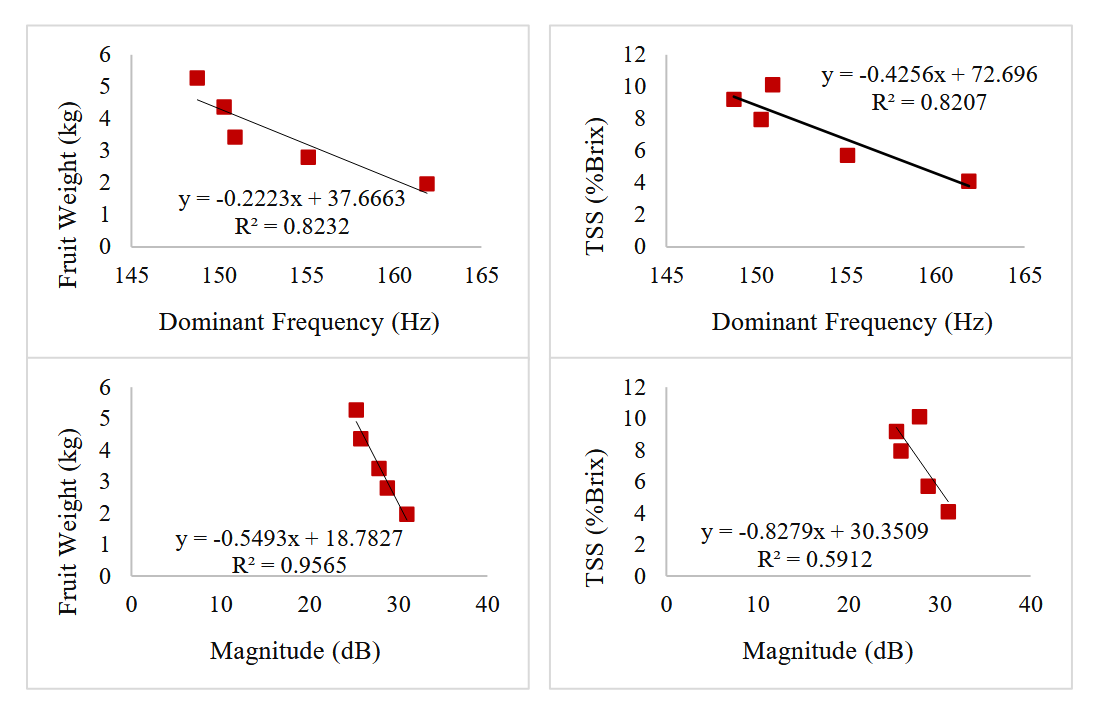 Fruit Weight (kg)
6
5
4
3
2
1
0
y = -0.2223x + 37.6663
R² = 0.8232
145 150 155 160 165
Dominant Frequency (Hz)
TSS (%Brix)
12
10
8
6
4
2
0
y = -0.4256x + 72.696
R² = 0.8207
145 150 155 160 165
Dominant Frequency (Hz)
Fruit Weight (kg)
6
5
4
3
2
1
0
y = -0.5493x + 18.7827
R² = 0.9565
0 10 20 30 40
Magnitude (dB)
TSS (%Brix)
12
10
8
6
4
2
0
y = -0.8279x + 30.3509
R² = 0.5912
0 10 20 30 40
Magnitude (dB)